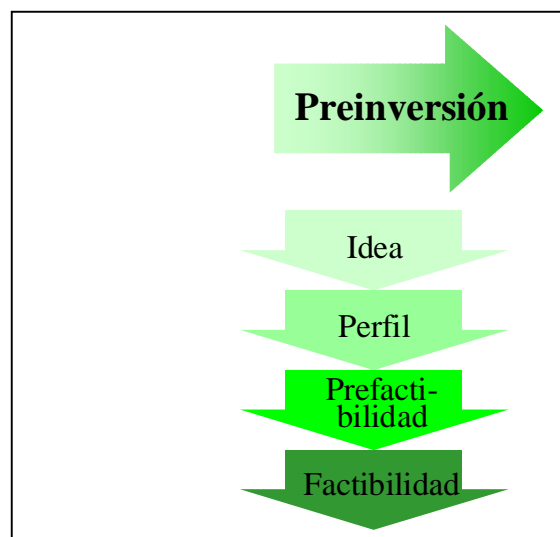 Preinversión
Idea
Perfil
Prefacti-
bilidad
Factibilidad